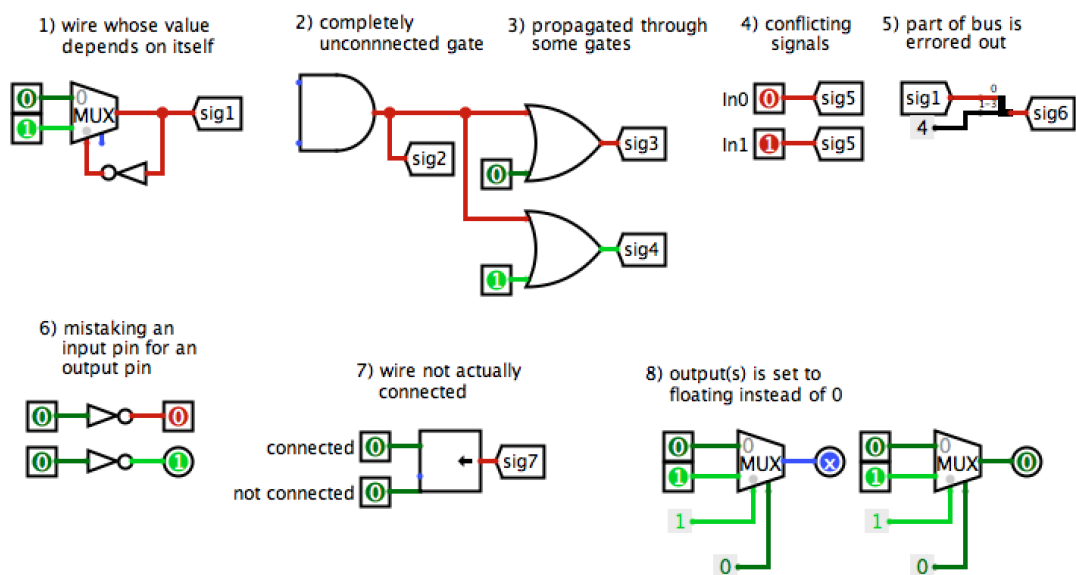 1) wire whose value
depends on itself
2) completely
unconnnected gate
3) propagated through
some gates
4) conflicting
signals
5) part of bus is
errored out
0
1
0
MUX
sig1
sig2
0
sig3
1
sig4
In0 0 sig5
In1 1 sig5
sig1
0
1-3
4
sig6
6) mistaking an
input pin for an
output pin
0 0
0 1
7) wire not actually
connected
connected 0
not connected 0
sig7
8) output(s) is set to
floating instead of 0
0
1
0
MUX
x
1
0
0
1
0
MUX
0
1
0